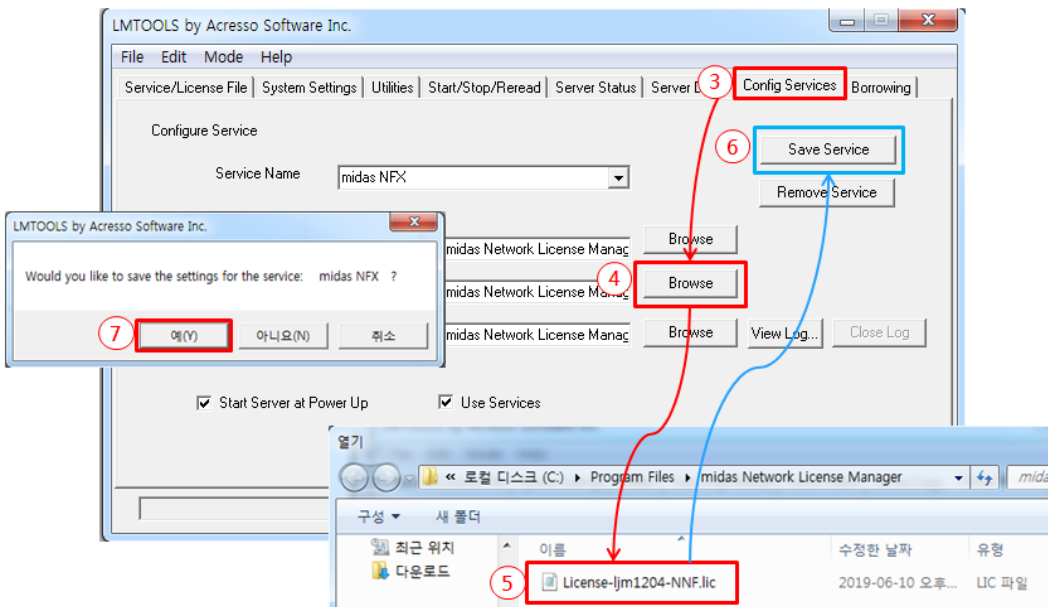 LMTOOLS by Acresso Software Inc.
File Edit Mode Help
Service/License File System Settings Utilities Start/Stop/Reread Server Status Server Config Services Borrowing
3
Configure Service
6
Save Service
Service Name midas NFX
Remove Service
LMTOOLS by Acresso Software Inc.
Would you like to save the settings for the service: midas NFX ?
7
예(Y) 아니요(N) 취소
midas Network License Manag Browse
4
midas Network License Manag Browse
midas Network License Manag Browse View Log... Close Log
Start Server at Power Up Use Services
열기
« 로컬 디스크 (C:) ▸ Program Files ▸ midas Network License Manager mida
구성 새 폴더
최근 위치 이름 수정한 날짜 유형
다운로드
5
License-ljm1204-NNF.lic 2019-06-10 오후... LIC 파일